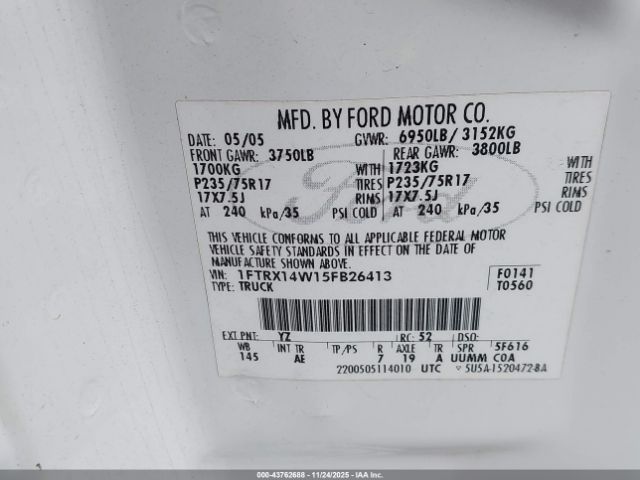 MFD. BY FORD MOTOR CO.
DATE: 05/05 GVWR: 6950LB/ 3152KG
FRONT GAWR: 3750LB REAR GAWR: 3800LB
1700KG WITH 1723KG WITH
P235/75R17 TIRES P235/75R17 TIRES
17X7.5J RIMS 17X7.5J RIMS
AT 240 kPa/35 PSI COLD AT 240 kPa/35 PSI COLD
Ford
THIS VEHICLE CONFORMS TO ALL APPLICABLE FEDERAL MOTOR
VEHICLE SAFETY STANDARDS IN EFFECT ON THE DATE OF
MANUFACTURE SHOWN ABOVE.
VIN: 1FTRX14W15FB26413 F0141
TYPE: TRUCK T0560
EXT PNT: YZ RC: 52 DSO:
WB INT TR TP/PS R AXLE TR SPR 5F616
145 AE 7 19 A UUMM COA
2200505114010 UTC 5U5A-1520472-BA
000-43762688 - 11/24/2025 - IAAI.COM